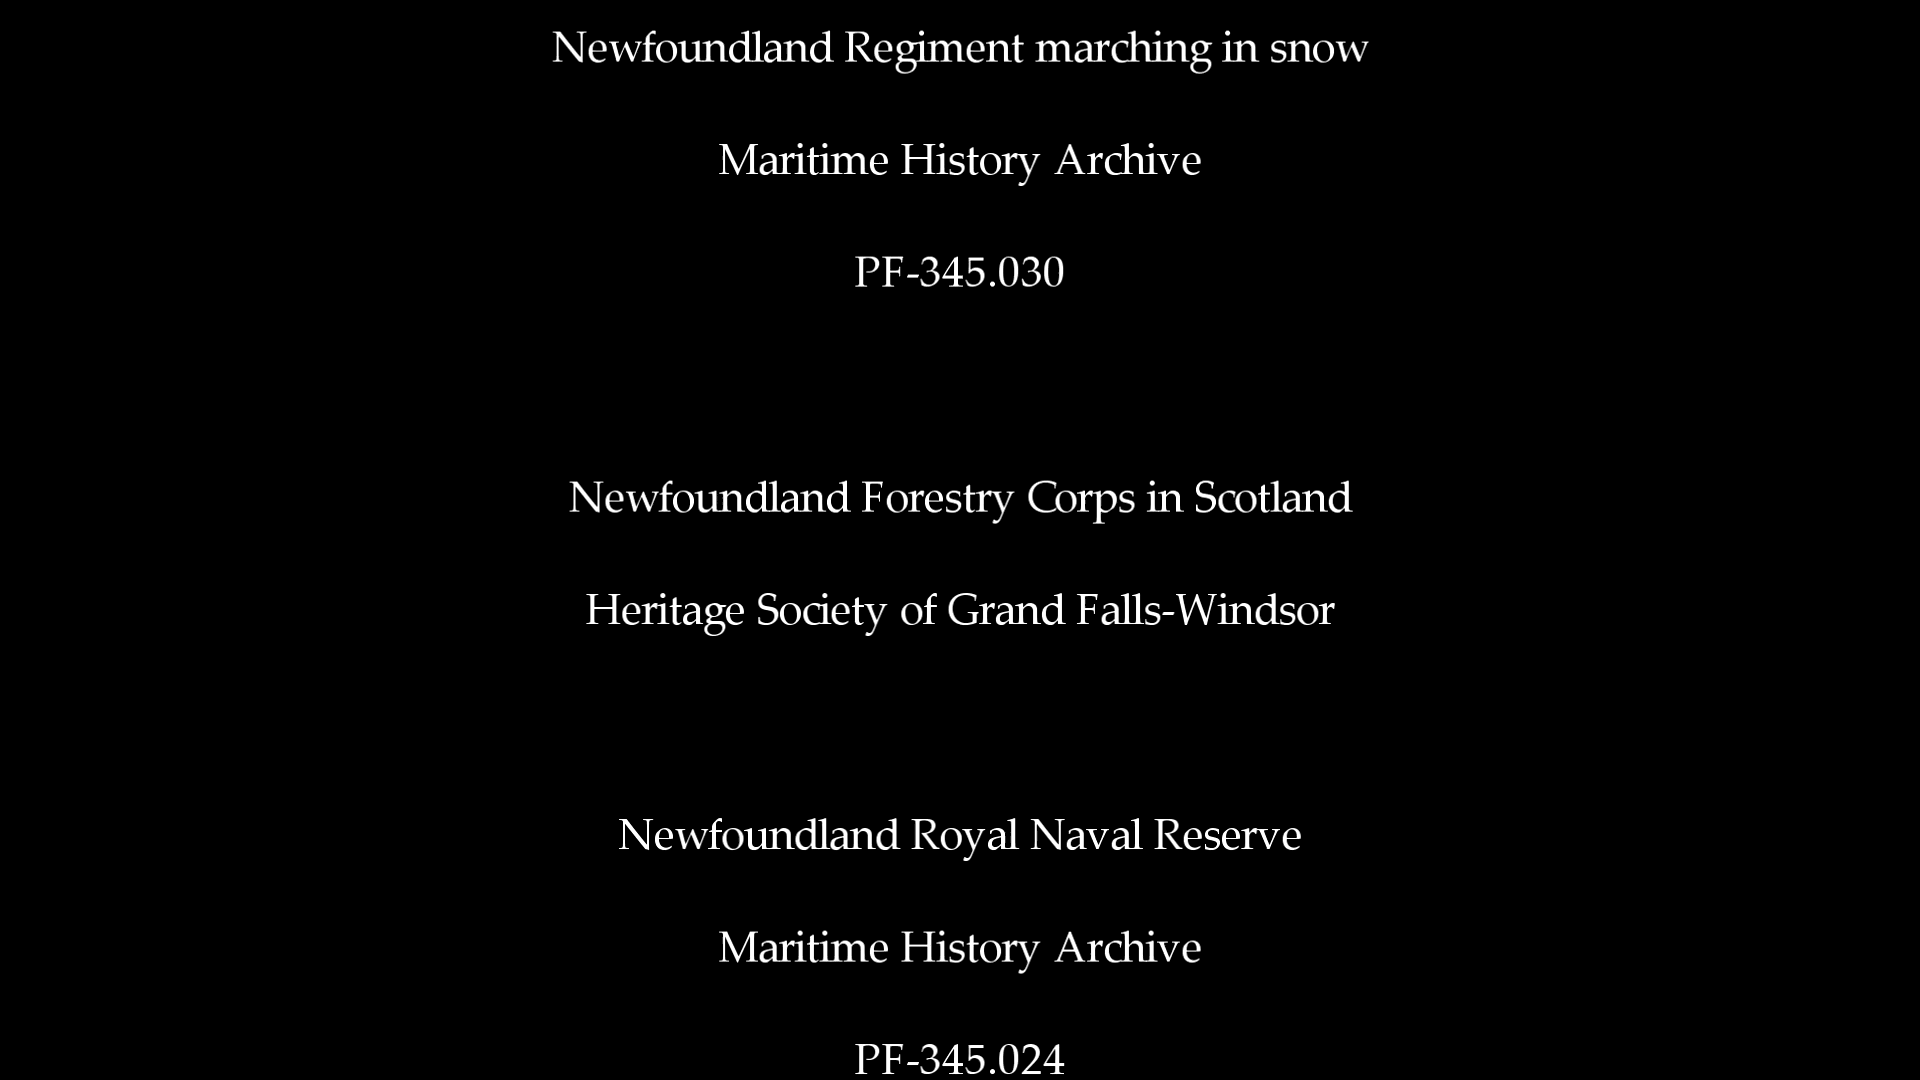 Newfoundland Regiment marching in snow
Maritime History Archive
PF-345.030
Newfoundland Forestry Corps in Scotland
Heritage Society of Grand Falls-Windsor
Newfoundland Royal Naval Reserve
Maritime History Archive
PF-345.024